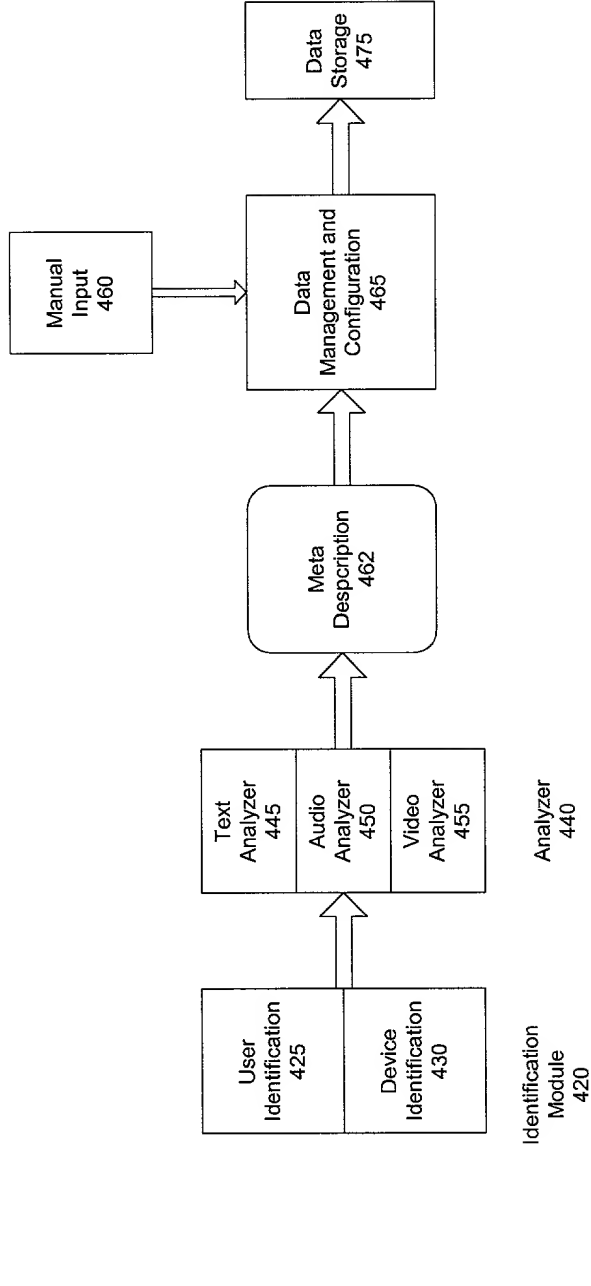 User
Identification
425
Device
Identification
430
Identification
Module
420
Text
Analyzer
445
Audio
Analyzer
450
Video
Analyzer
455
Analyzer
440
Meta
Despcription
462
Manual
Input
460
Data
Management and
Configuration
465
Data
Storage
475